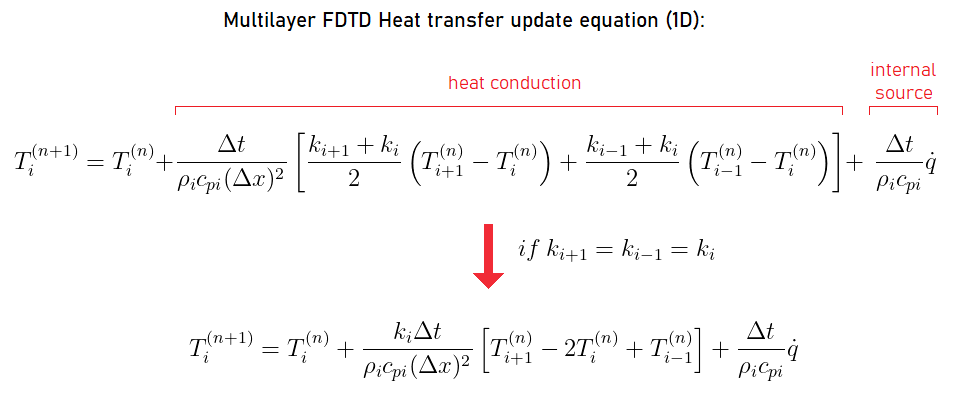 Multilayer FDTD Heat transfer update equation (1D):
heat conduction
internal
source
$T_i^{(n+1)} = T_i^{(n)} + \frac{\Delta t}{\rho_i c_{pi} (\Delta x)^2} \left[ \frac{k_{i+1} + k_i}{2} \left( T_{i+1}^{(n)} - T_i^{(n)} \right) + \frac{k_{i-1} + k_i}{2} \left( T_{i-1}^{(n)} - T_i^{(n)} \right) \right] + \frac{\Delta t}{\rho_i c_{pi}} \dot{q}$
$if \ k_{i+1} = k_{i-1} = k_i$
$T_i^{(n+1)} = T_i^{(n)} + \frac{k_i \Delta t}{\rho_i c_{pi} (\Delta x)^2} \left[ T_{i+1}^{(n)} - 2T_i^{(n)} + T_{i-1}^{(n)} \right] + \frac{\Delta t}{\rho_i c_{pi}} \dot{q}$